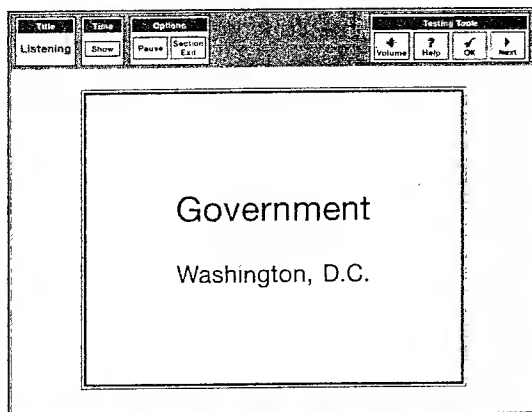 Title
Time
Options
Testing Tools
Listening
Show
Pause
Section
Exit
Volume
Help
OK
Next
Government
Washington, D.C.